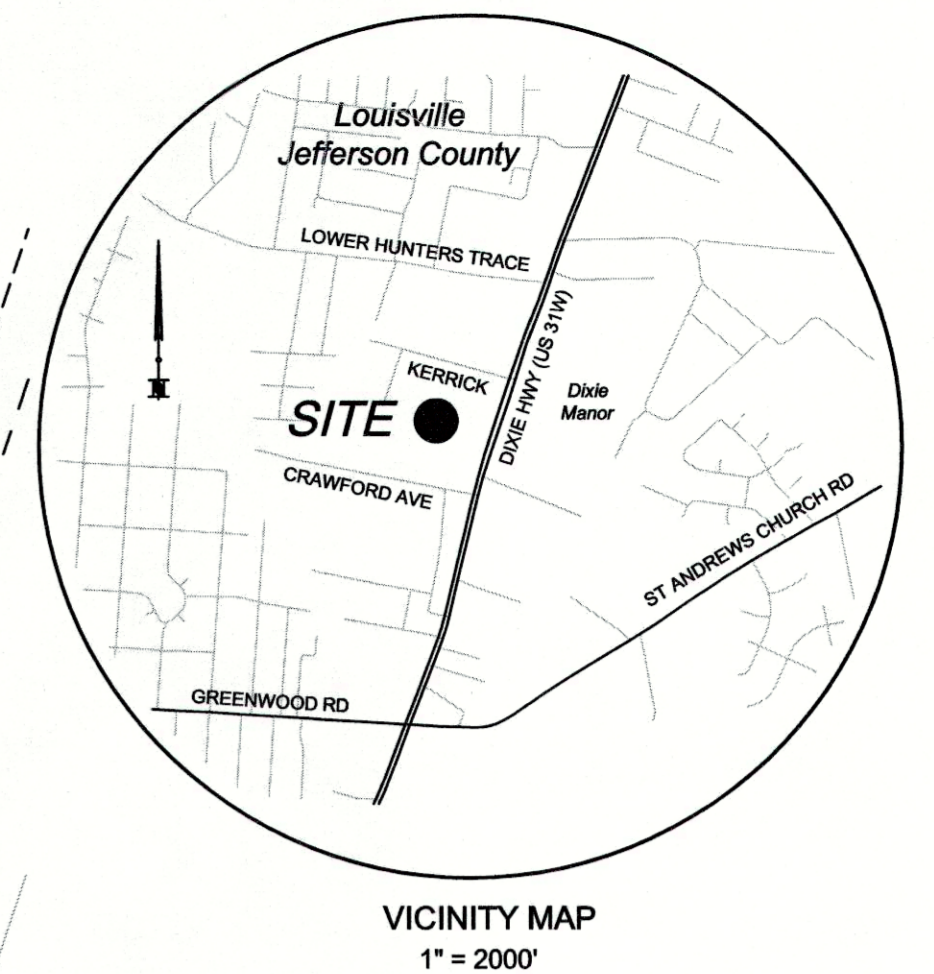 Louisville
Jefferson County
LOWER HUNTERS TRACE
N
KERRICK
DIXIE HWY (US 31W)
Dixie
Manor
SITE
CRAWFORD AVE
ST ANDREWS CHURCH RD
GREENWOOD RD
VICINITY MAP
1" = 2000'